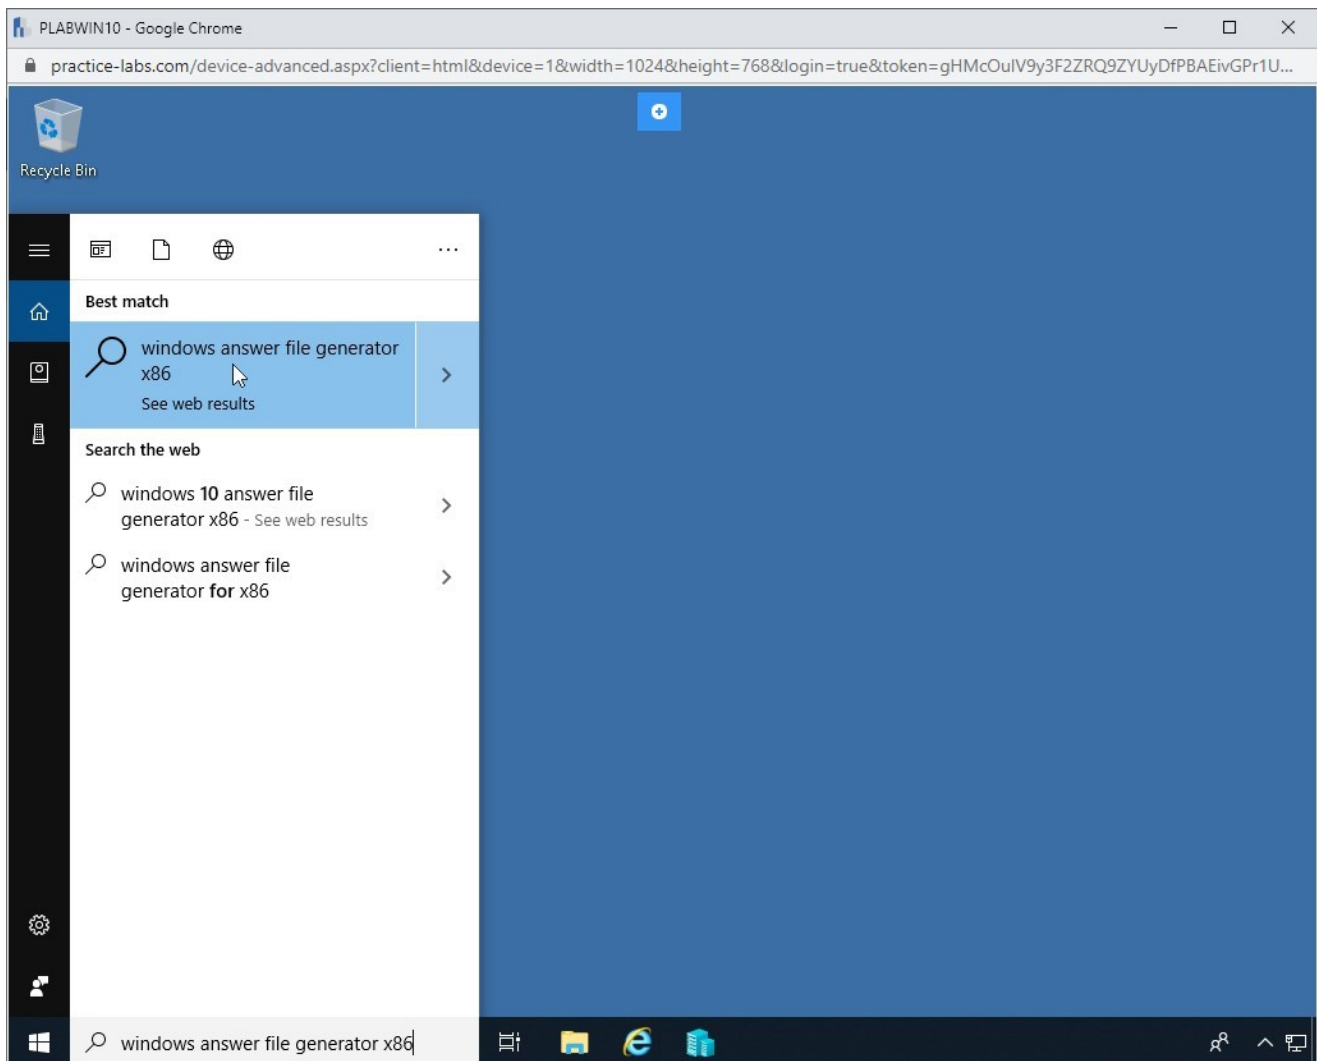 PLABWIN10 - Google Chrome
practice-labs.com/device-advanced.aspx?client=html&device=1&width=1024&height=768&login=true&token=gHMcOuIV9y3F2ZRQ9ZYUyDfPBAEivGPr1U...
Recycle Bin
Best match
windows answer file generator
x86
See web results
Search the web
windows 10 answer file
generator x86 - See web results
windows answer file
generator for x86
windows answer file generator x86